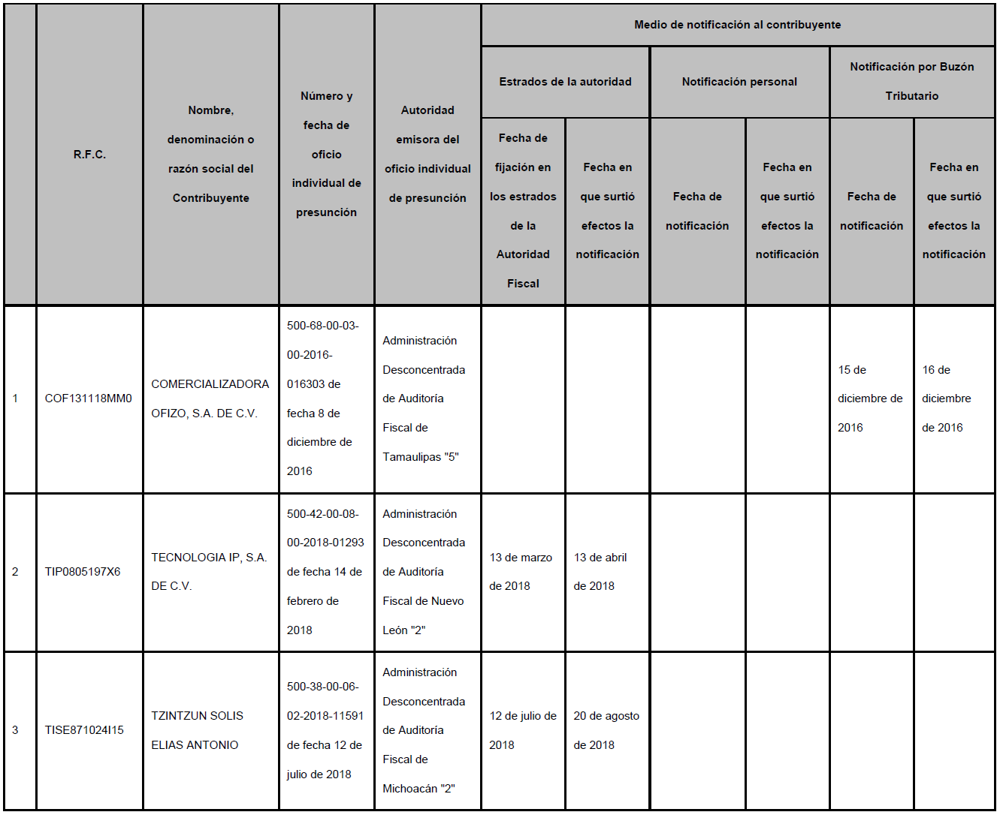 Medio de notificación al contribuyente
Estrados de la autoridad
Notificación personal
Notificación por Buzón
Tributario
R.F.C.
Nombre,
denominación o
razón social del
Contribuyente
Número y
fecha de
oficio
individual de
presunción
Autoridad
emisora del
oficio individual
de presunción
Fecha de
fijación en
los estrados
de la
Autoridad
Fiscal
Fecha en
que surtió
efectos la
notificación
Fecha de
notificación
Fecha en
que surtió
efectos la
notificación
Fecha de
notificación
Fecha en
que surtió
efectos la
notificación
1
COF131118MM0
COMERCIALIZADORA
OFIZO, S.A. DE C.V.
500-68-00-03-
00-2016-
016303 de
fecha 8 de
diciembre de
2016
Administración
Desconcentrada
de Auditoría
Fiscal de
Tamaulipas "5"
15 de
diciembre de
2016
16 de
diciembre
de 2016
2
TIP0805197X6
TECNOLOGIA IP, S.A.
DE C.V.
500-42-00-08-
00-2018-01293
de fecha 14 de
febrero de
2018
Administración
Desconcentrada
de Auditoría
Fiscal de Nuevo
León "2"
13 de marzo
de 2018
13 de abril
de 2018
3
TISE871024I15
TZINTZUN SOLIS
ELIAS ANTONIO
500-38-00-06-
02-2018-11591
de fecha 12 de
julio de 2018
Administración
Desconcentrada
de Auditoría
Fiscal de
Michoacán "2"
12 de julio de
2018
20 de agosto
de 2018